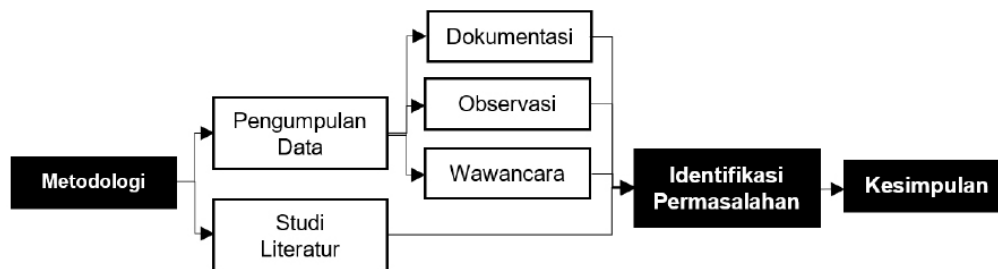 Metodologi
Pengumpulan
Data
Studi
Literatur
Dokumentasi
Observasi
Wawancara
Identifikasi
Permasalahan
Kesimpulan